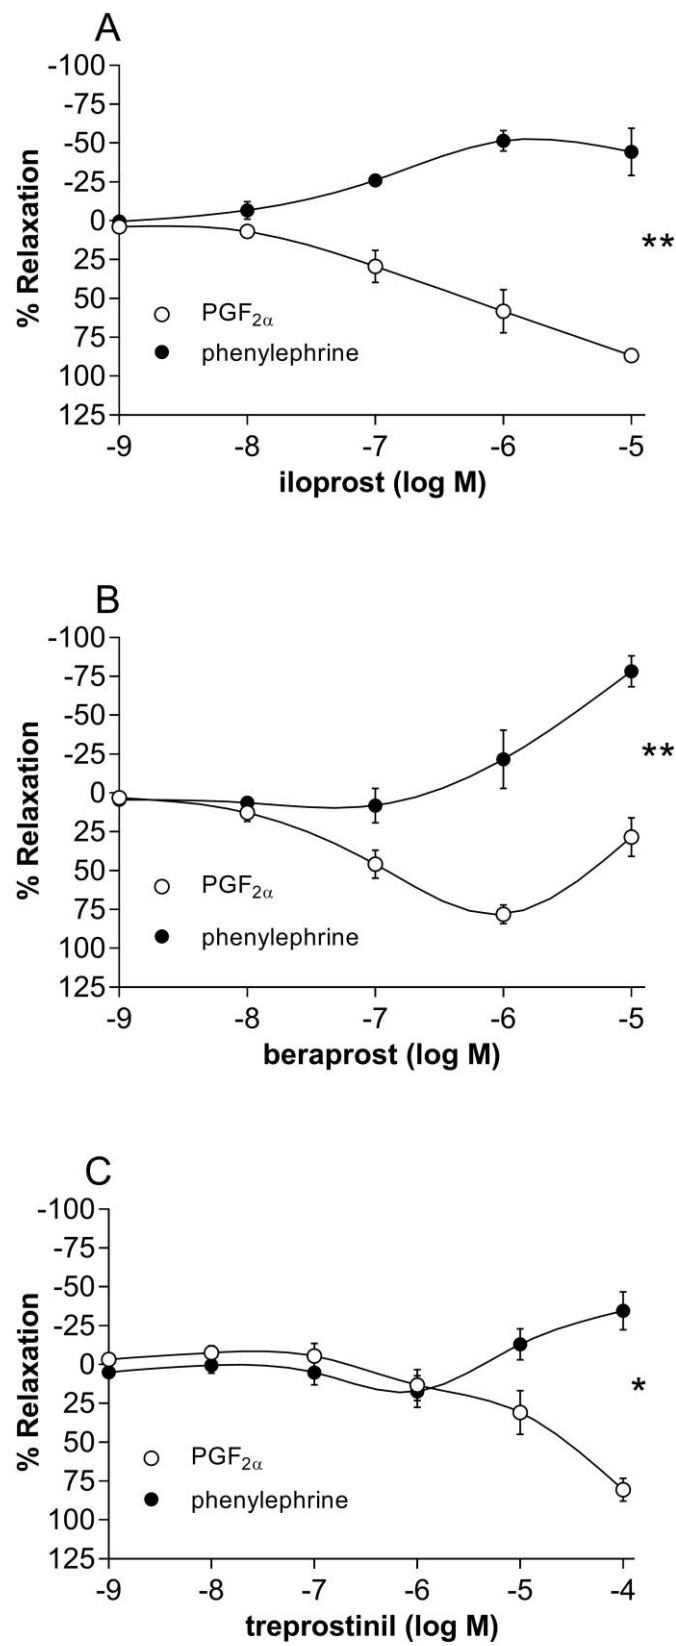 A
-100
-75
-50
-25
0
25
50
75
100
125
% Relaxation
PGF2α
phenylephrine
**
-9 -8 -7 -6 -5
iloprost (log M)
B
-100
-75
-50
-25
0
25
50
75
100
125
% Relaxation
PGF2α
phenylephrine
**
-9 -8 -7 -6 -5
beraprost (log M)
C
-100
-75
-50
-25
0
25
50
75
100
125
% Relaxation
PGF2α
phenylephrine
*
-9 -8 -7 -6 -5 -4
treprostinil (log M)